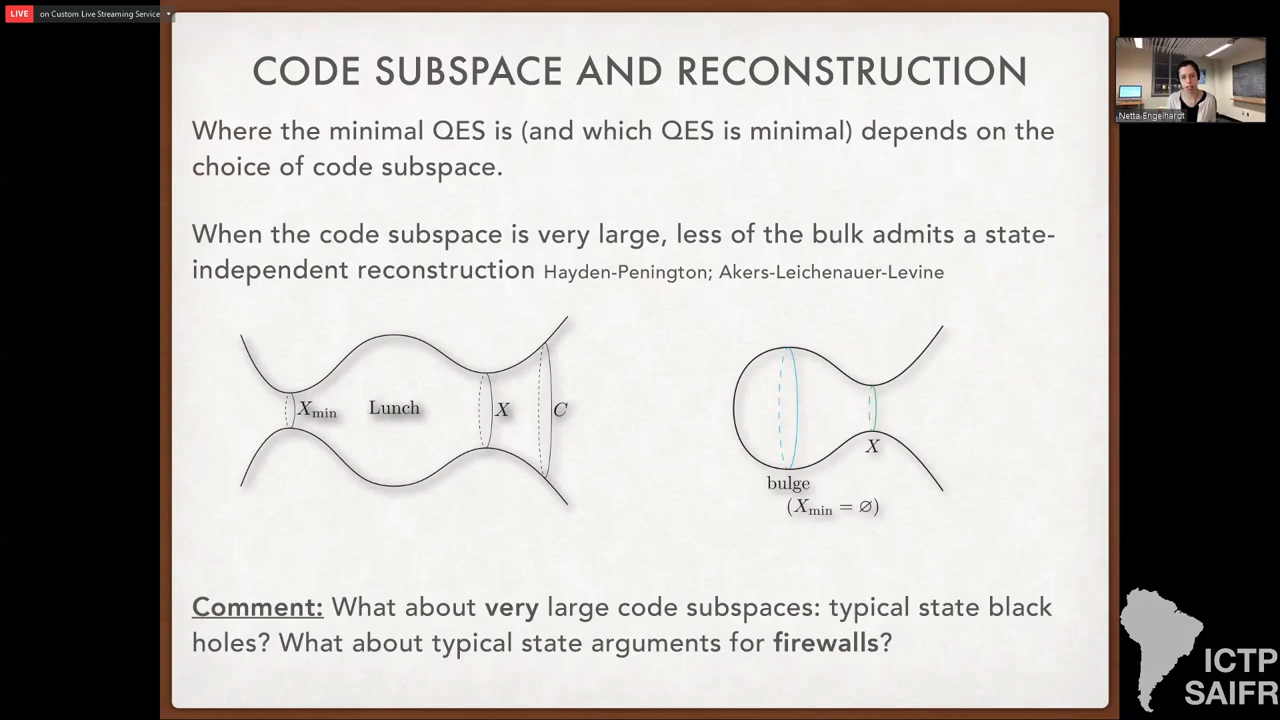 LIVE on Custom Live Streaming Service
CODE SUBSPACE AND RECONSTRUCTION
Netta Engelhardt
Where the minimal QES is (and which QES is minimal) depends on the
choice of code subspace.
When the code subspace is very large, less of the bulk admits a state-
independent reconstruction Hayden-Penington; Akers-Leichenauer-Levine
Xmin Lunch X C
X
bulge
(Xmin = ∅)
Comment: What about very large code subspaces: typical state black
holes? What about typical state arguments for firewalls?
ICTP
SAIFR